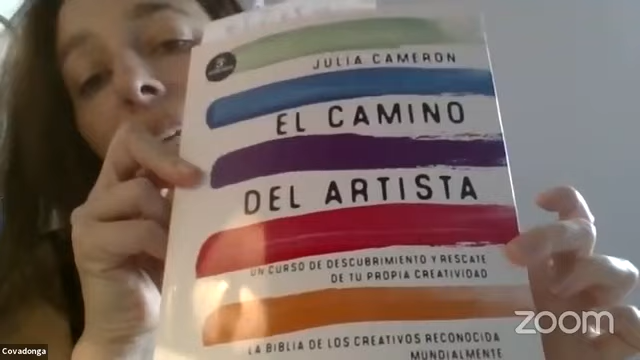 JULIA CAMERON
EL CAMINO
DEL ARTISTA
UN CURSO DE DESCUBRIMIENTO Y RESCATE
DE TU PROPIA CREATIVIDAD
LA BIBLIA DE LOS CREATIVOS RECONOCIDA
MUNDIALMENTE
Covadonga
zoom